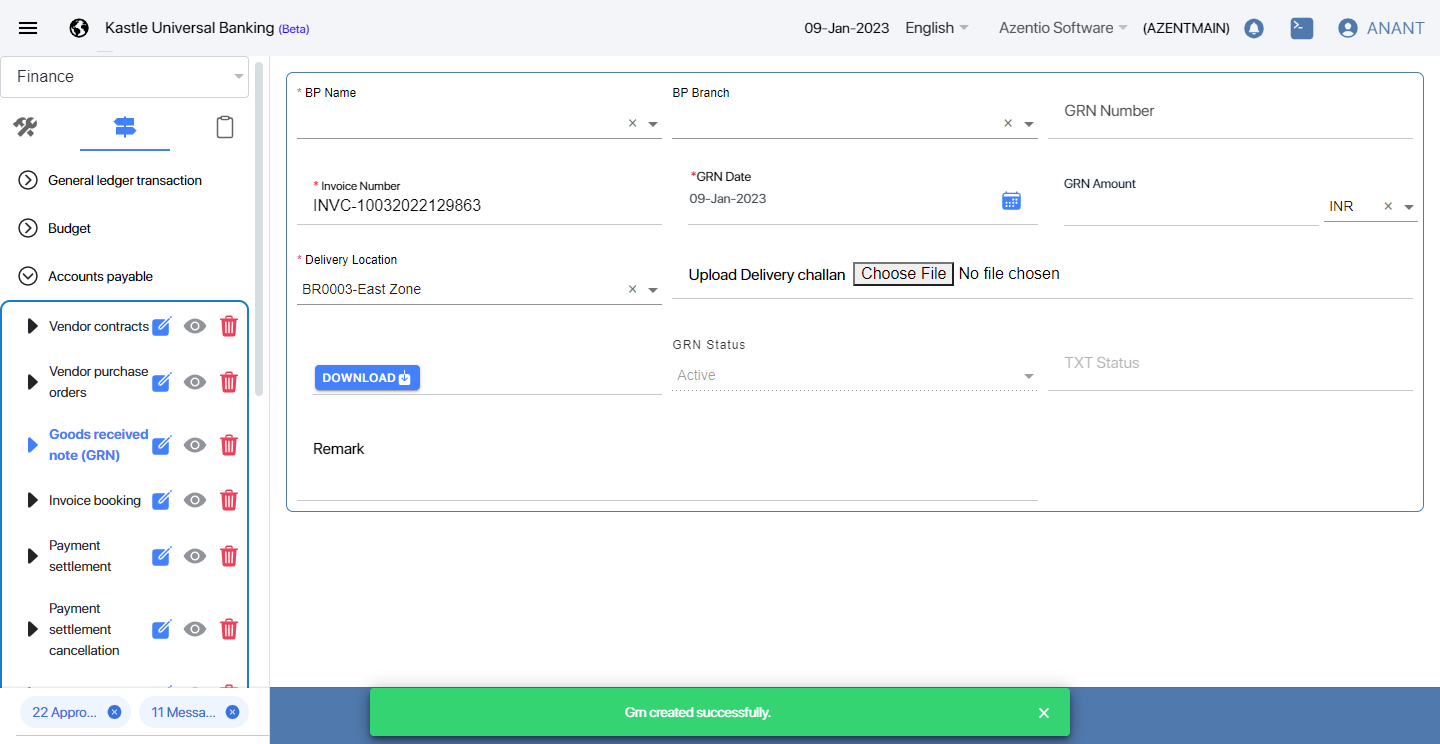 Kastle Universal Banking (Beta)
09-Jan-2023
English
Azentio Software
(AZENTMAIN)
ANANT
Finance
General ledger transaction
Budget
Accounts payable
Vendor contracts
Vendor purchase
orders
Goods received
note (GRN)
Invoice booking
Payment
settlement
Payment
settlement
cancellation
22 Appro...
11 Messa...
* BP Name
BP Branch
GRN Number
* Invoice Number
INVC-10032022129863
*GRN Date
09-Jan-2023
GRN Amount
INR
* Delivery Location
BR0003-East Zone
Upload Delivery challan Choose File No file chosen
DOWNLOAD
GRN Status
Active
TXT Status
Remark
Grn created successfully.